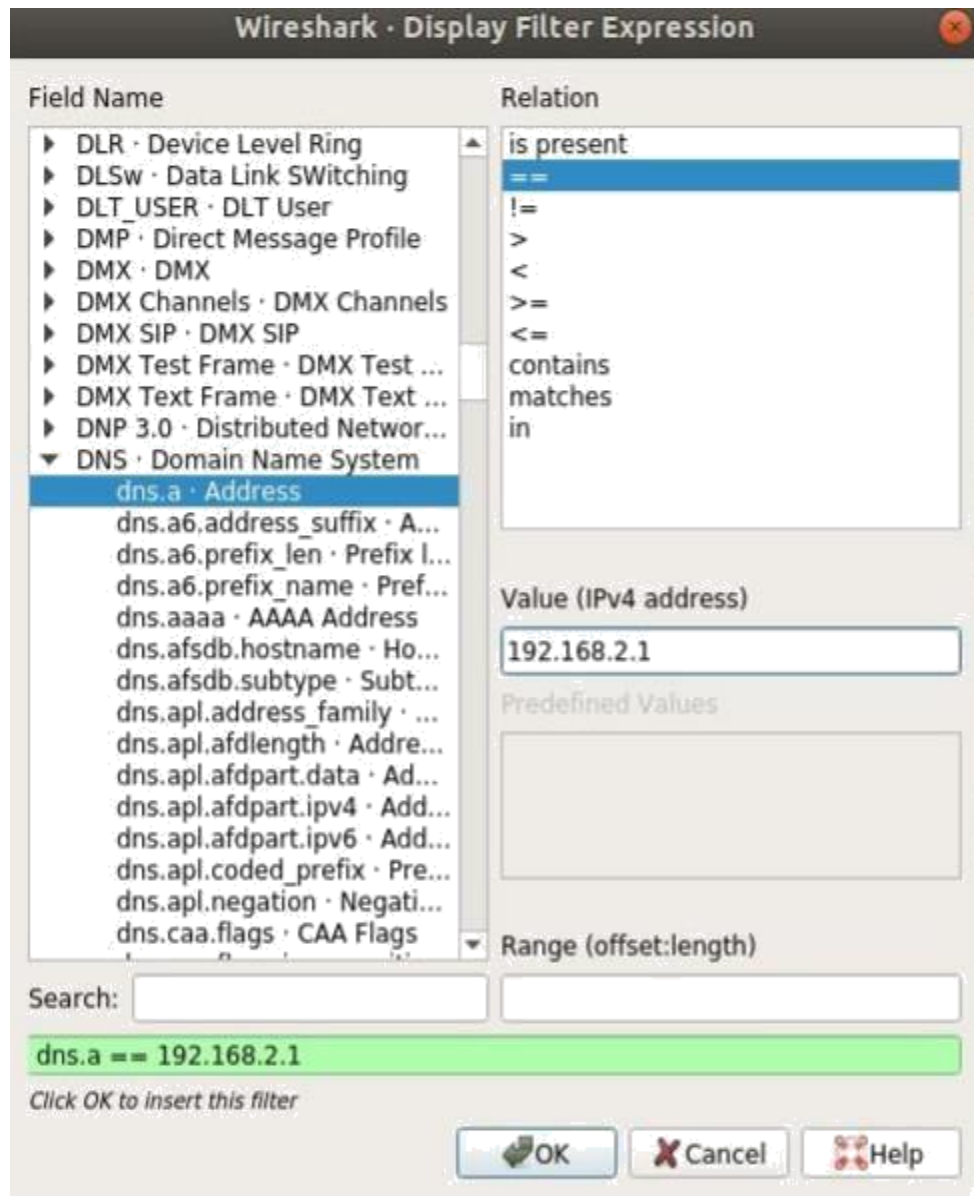 Wireshark · Display Filter Expression
Field Name
DLR · Device Level Ring
DLSw · Data Link SWitching
DLT_USER · DLT User
DMP · Direct Message Profile
DMX · DMX
DMX Channels · DMX Channels
DMX SIP · DMX SIP
DMX Test Frame · DMX Test ...
DMX Text Frame · DMX Text ...
DNP 3.0 · Distributed Networ...
DNS · Domain Name System
dns.a · Address
dns.a6.address_suffix · A...
dns.a6.prefix_len · Prefix l...
dns.a6.prefix_name · Pref...
dns.aaaa · AAAA Address
dns.afsdb.hostname · Ho...
dns.afsdb.subtype · Subt...
dns.apl.address_family · ...
dns.apl.afdlength · Addre...
dns.apl.afdpart.data · Ad...
dns.apl.afdpart.ipv4 · Add...
dns.apl.afdpart.ipv6 · Add...
dns.apl.coded_prefix · Pre...
dns.apl.negation · Negati...
dns.caa.flags · CAA Flags
Relation
is present
==
!=
>
<
>=
<=
contains
matches
in
Value (IPv4 address)
192.168.2.1
Predefined Values
Range (offset:length)
Search:
dns.a == 192.168.2.1
Click OK to insert this filter
OK
Cancel
Help